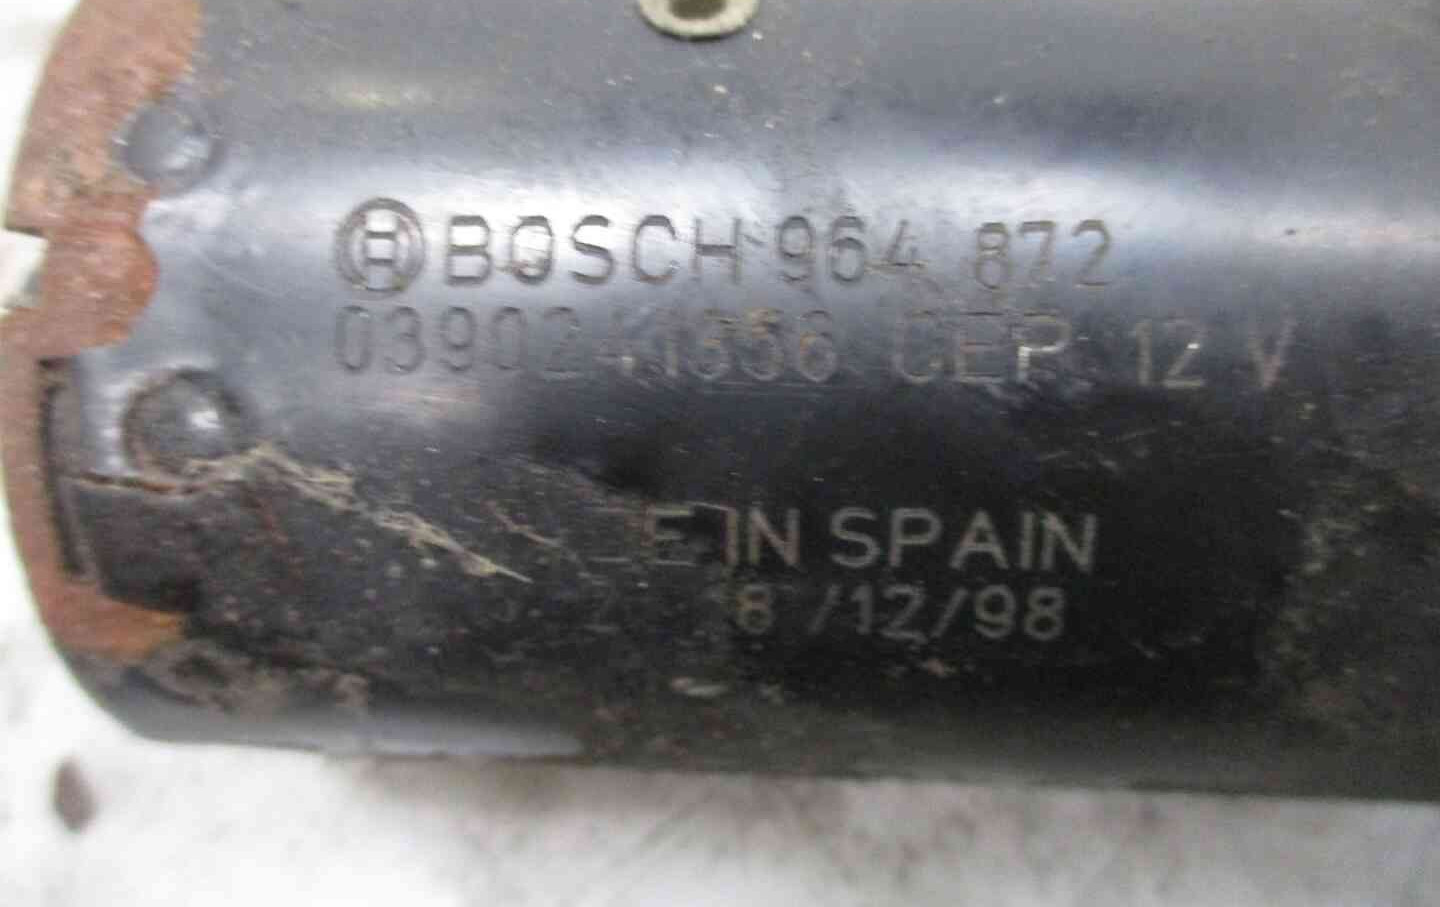 BOSCH 964 872
0390241356 CEP. 12 V
IN SPAIN
8 /12/98